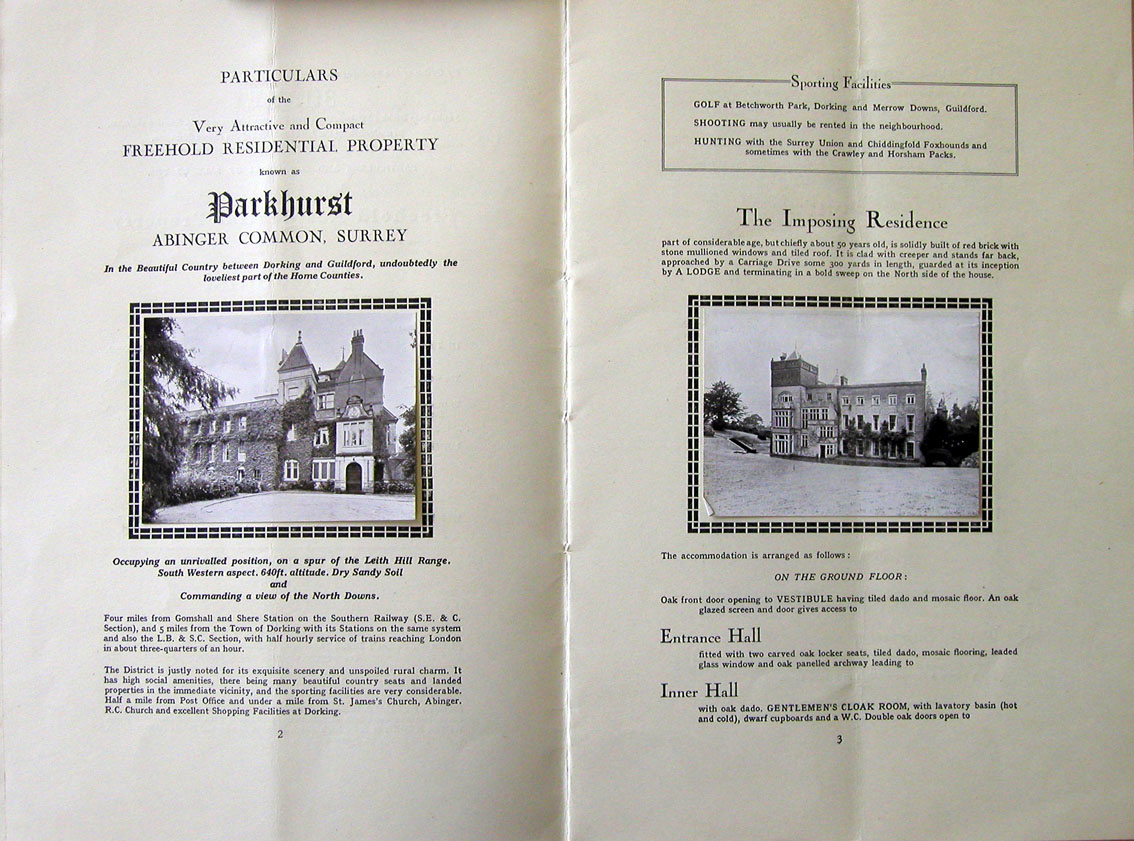 PARTICULARS
of the
Very Attractive and Compact
FREEHOLD RESIDENTIAL PROPERTY
known as
Parkhurst
ABINGER COMMON, SURREY
In the Beautiful Country between Dorking and Guildford, undoubtedly the
loveliest part of the Home Counties.
Occupying an unrivalled position, on a spur of the Leith Hill Range.
South Western aspect. 640ft. altitude. Dry Sandy Soil
and
Commanding a view of the North Downs.
Four miles from Gomshall and Shere Station on the Southern Railway (S.E. & C.
Section), and 5 miles from the Town of Dorking with its Stations on the same system
and also the L.B. & S.C. Section, with half hourly service of trains reaching London
in about three-quarters of an hour.
The District is justly noted for its exquisite scenery and unspoiled rural charm. It
has high social amenities, there being many beautiful country seats and landed
properties in the immediate vicinity, and the sporting facilities are very considerable.
Half a mile from Post Office and under a mile from St. James's Church, Abinger.
R.C. Church and excellent Shopping Facilities at Dorking.
2
Sporting Facilities
GOLF at Betchworth Park, Dorking and Merrow Downs, Guildford.
SHOOTING may usually be rented in the neighbourhood.
HUNTING with the Surrey Union and Chiddingfold Foxhounds and
sometimes with the Crawley and Horsham Packs.
The Imposing Residence
part of considerable age, but chiefly about 50 years old, is solidly built of red brick with
stone mullioned windows and tiled roof. It is clad with creeper and stands far back,
approached by a Carriage Drive some 300 yards in length, guarded at its inception
by A LODGE and terminating in a bold sweep on the North side of the house.
The accommodation is arranged as follows :
ON THE GROUND FLOOR :
Oak front door opening to VESTIBULE having tiled dado and mosaic floor. An oak
glazed screen and door gives access to
Entrance Hall
fitted with two carved oak locker seats, tiled dado, mosaic flooring, leaded
glass window and oak panelled archway leading to
Inner Hall
with oak dado. GENTLEMEN'S CLOAK ROOM, with lavatory basin (hot
and cold), dwarf cupboards and a W.C. Double oak doors open to
3